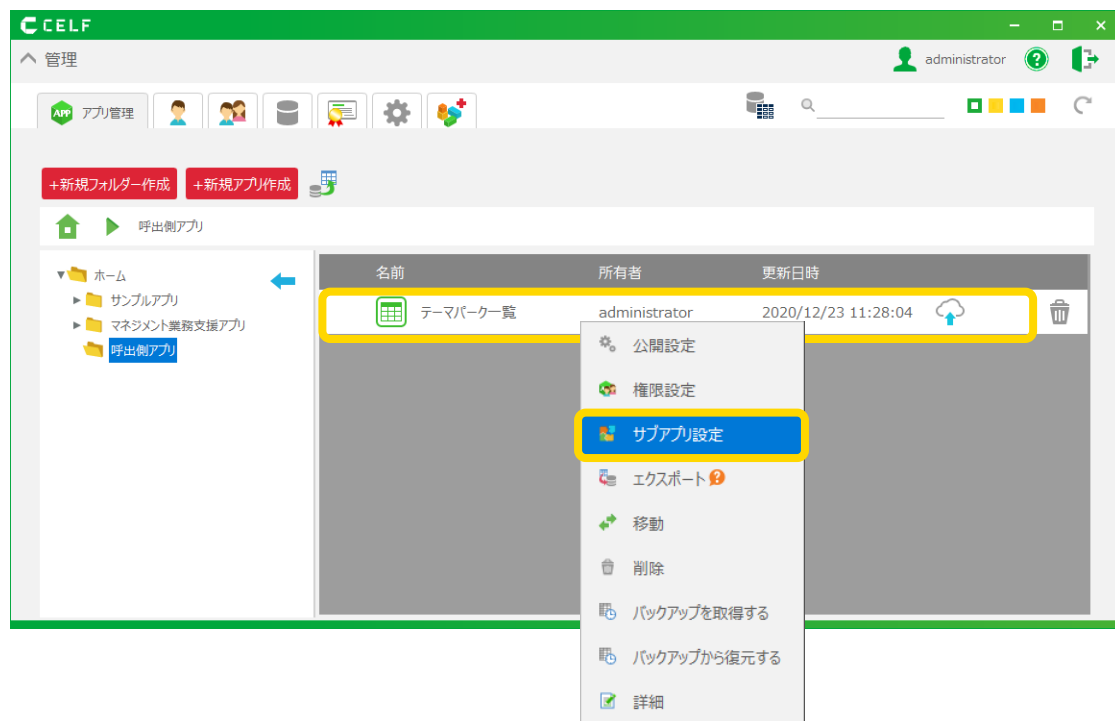 CELF
管理
administrator
APP アプリ管理
+新規フォルダー作成 +新規アプリ作成
呼出側アプリ
ホーム
サンプルアプリ
マネジメント業務支援アプリ
呼出側アプリ
名前 所有者 更新日時
テーマパーク一覧 administrator 2020/12/23 11:28:04
公開設定
権限設定
サブアプリ設定
エクスポート
移動
削除
バックアップを取得する
バックアップから復元する
詳細